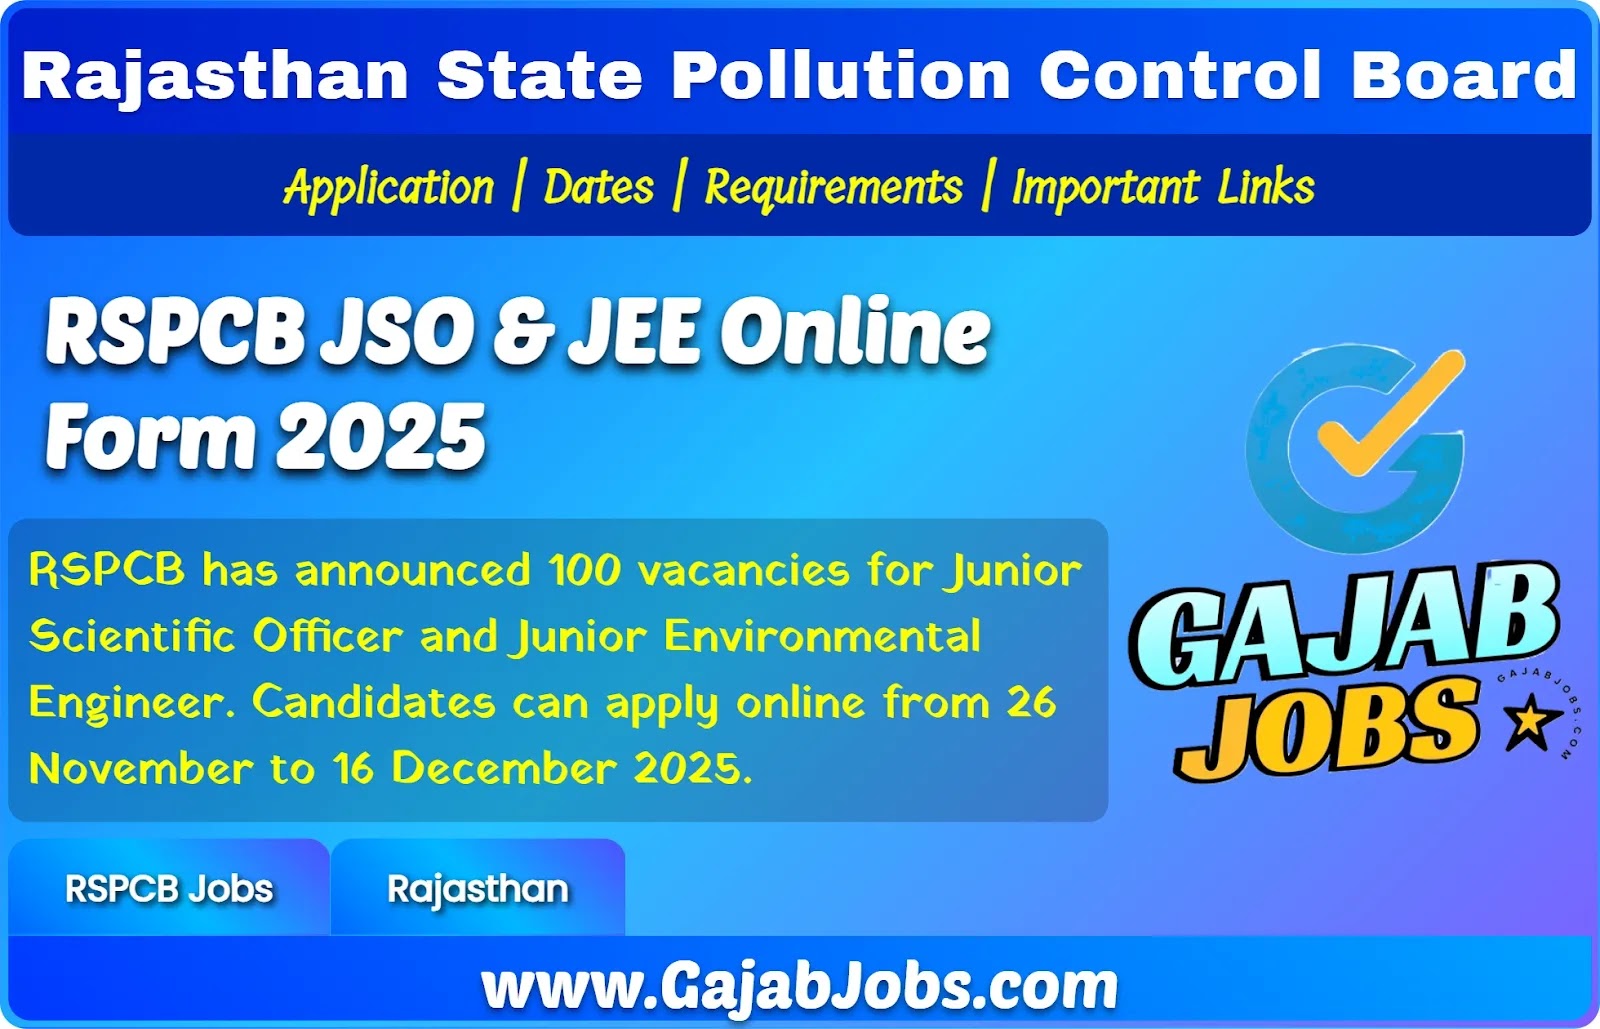 Rajasthan State Pollution Control Board
Application | Dates | Requirements | Important Links
RSPCB JSO & JEE Online
Form 2025
RSPCB has announced 100 vacancies for Junior
Scientific Officer and Junior Environmental
Engineer. Candidates can apply online from 26
November to 16 December 2025.
GAJAB
JOBS
GAJABJOBS.COM
RSPCB Jobs
Rajasthan
www.GajabJobs.com